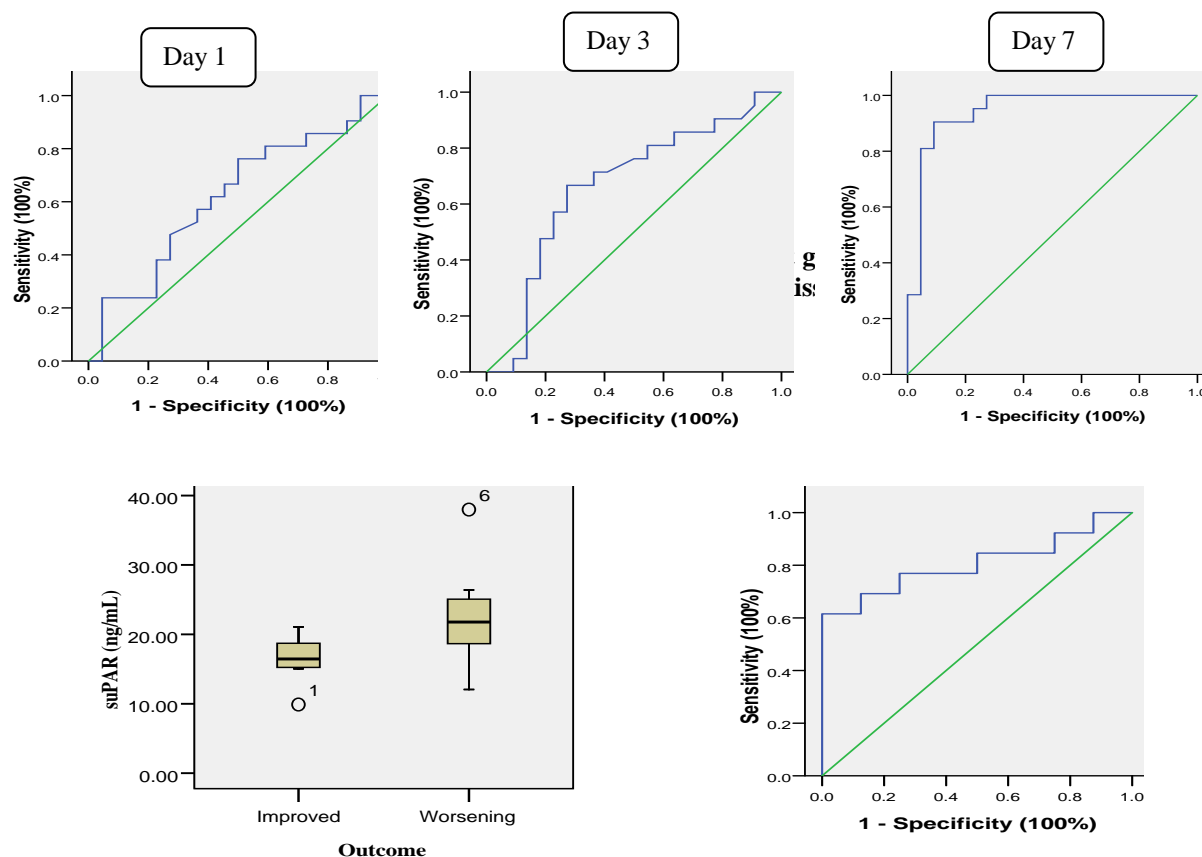 Day 1
Day 3
Day 7
1.0
0.8
0.6
0.4
0.2
0.0
Sensitivity (100%)
0.0 0.2 0.4 0.6 0.8
1 - Specificity (100%)
1.0
0.8
0.6
0.4
0.2
0.0
Sensitivity (100%)
0.0 0.2 0.4 0.6 0.8 1.0
1 - Specificity (100%)
g
1.0
0.8
0.6
0.4
0.2
0.0
Sensitivity (100%)
0.0 0.2 0.4 0.6 0.8 1.0
1 - Specificity (100%)
40.00
30.00
20.00
10.00
0.00
suPAR (ng/mL)
1
6
Improved Worsening
Outcome
1.0
0.8
0.6
0.4
0.2
0.0
Sensitivity (100%)
0.0 0.2 0.4 0.6 0.8 1.0
1 - Specificity (100%)